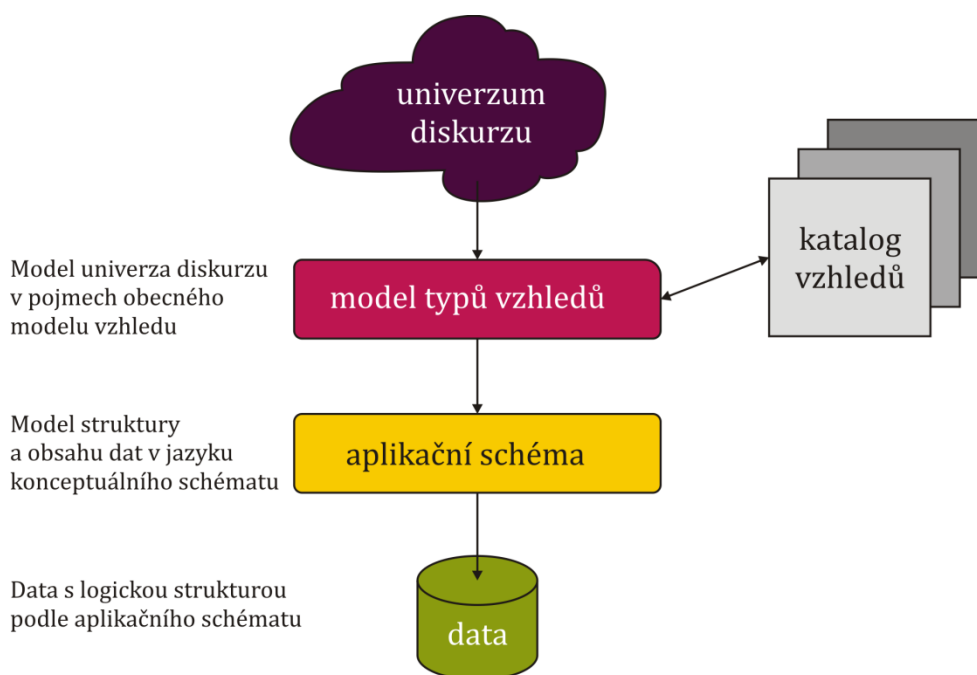 univerzum
diskurzu
katalog
vzhledů
Model univerza diskurzu
v pojmech obecného
modelu vzhledu
model typů vzhledů
Model struktury
a obsahu dat v jazyku
konceptuálního schématu
aplikační schéma
Data s logickou strukturou
podle aplikačního schématu
data